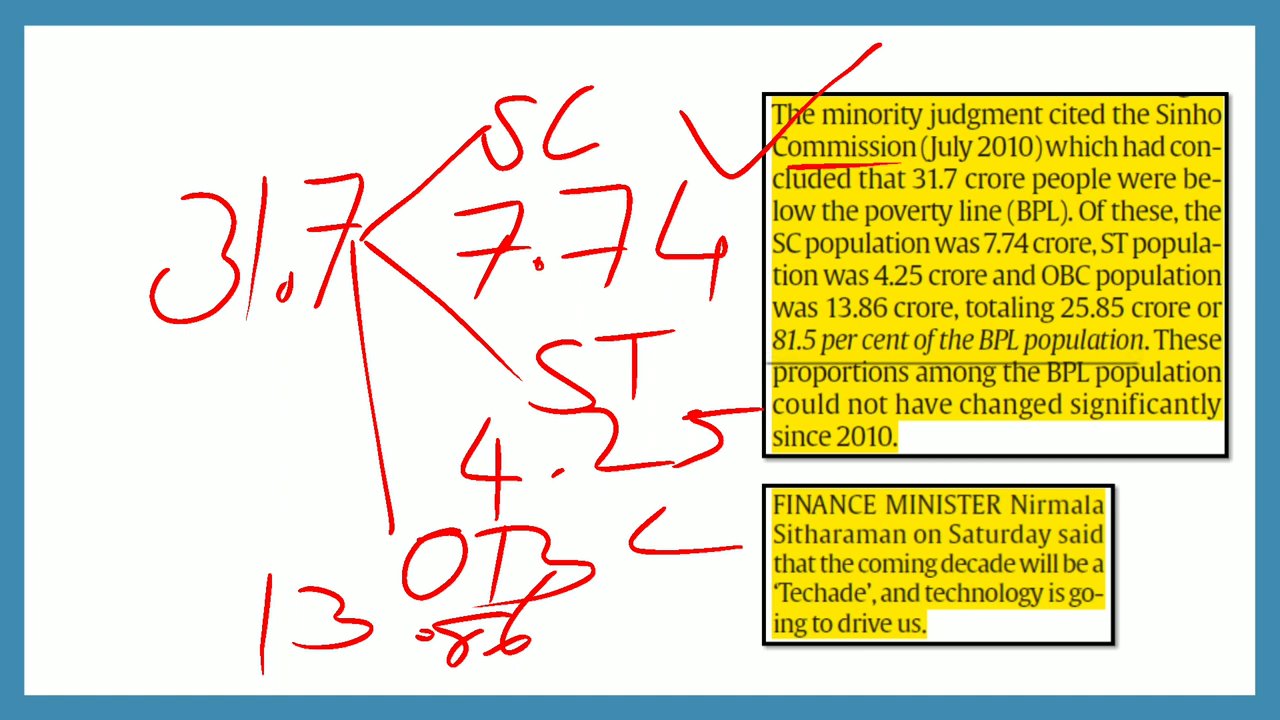 31.7
SC
7.74
ST
4.25
OBC
13.86
The minority judgment cited the Sinho
Commission (July 2010) which had con-
cluded that 31.7 crore people were be-
low the poverty line (BPL). Of these, the
SC population was 7.74 crore, ST popula-
tion was 4.25 crore and OBC population
was 13.86 crore, totaling 25.85 crore or
81.5 per cent of the BPL population. These
proportions among the BPL population
could not have changed significantly
since 2010.
FINANCE MINISTER Nirmala
Sitharaman on Saturday said
that the coming decade will be a
‘Techade’, and technology is go-
ing to drive us.